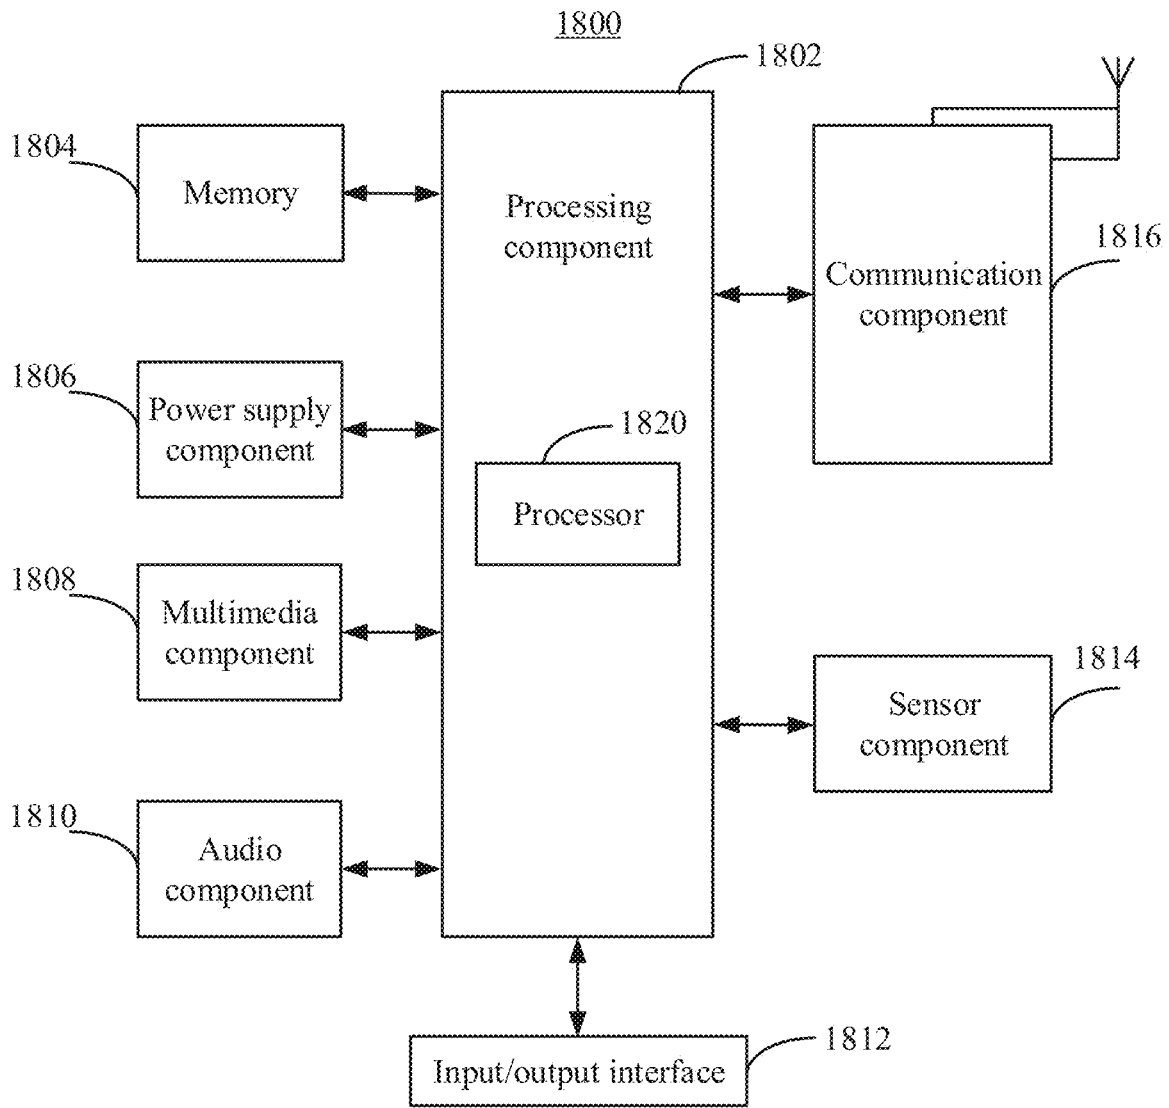 1800
1802
1804
Memory
Processing
component
1816
Communication
component
1806
Power supply
component
1820
Processor
1808
Multimedia
component
1814
Sensor
component
1810
Audio
component
1812
Input/output interface